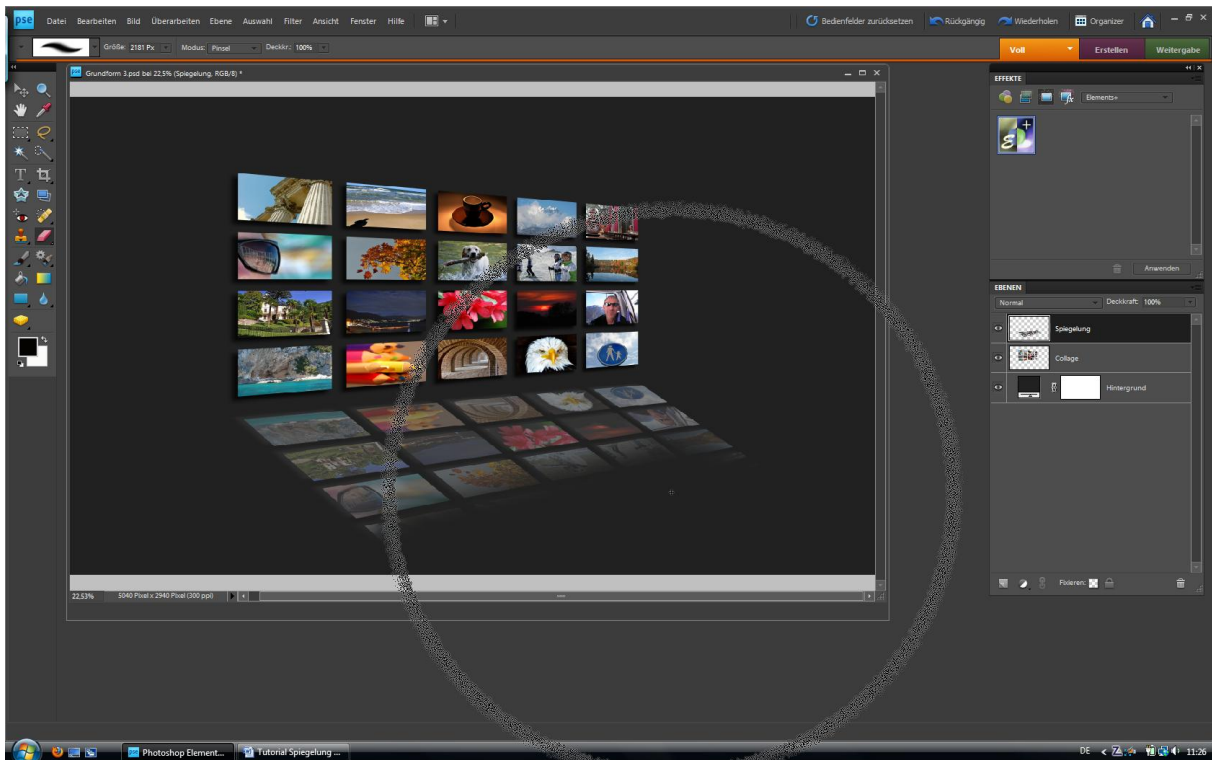 pse Datei Bearbeiten Bild Überarbeiten Ebene Auswahl Filter Ansicht Fenster Hilfe Bedienfelder zurücksetzen Rückgängig Wiederholen Organizer
Größe: 2181 Px Modus: Pinsel Deckkr.: 100% Voll Erstellen Weitergabe
Grundform 3.psd bei 22,5% (Spiegelung, RGB/8) *
EFFEKTE
Elements+
Anwenden
EBENEN
Normal Deckkraft: 100%
Spiegelung
Collage
Hintergrund
Fixieren:
22,53% 5040 Pixel x 2940 Pixel (300 ppi)
Photoshop Element... Tutorial Spiegelung ... DE 11:26